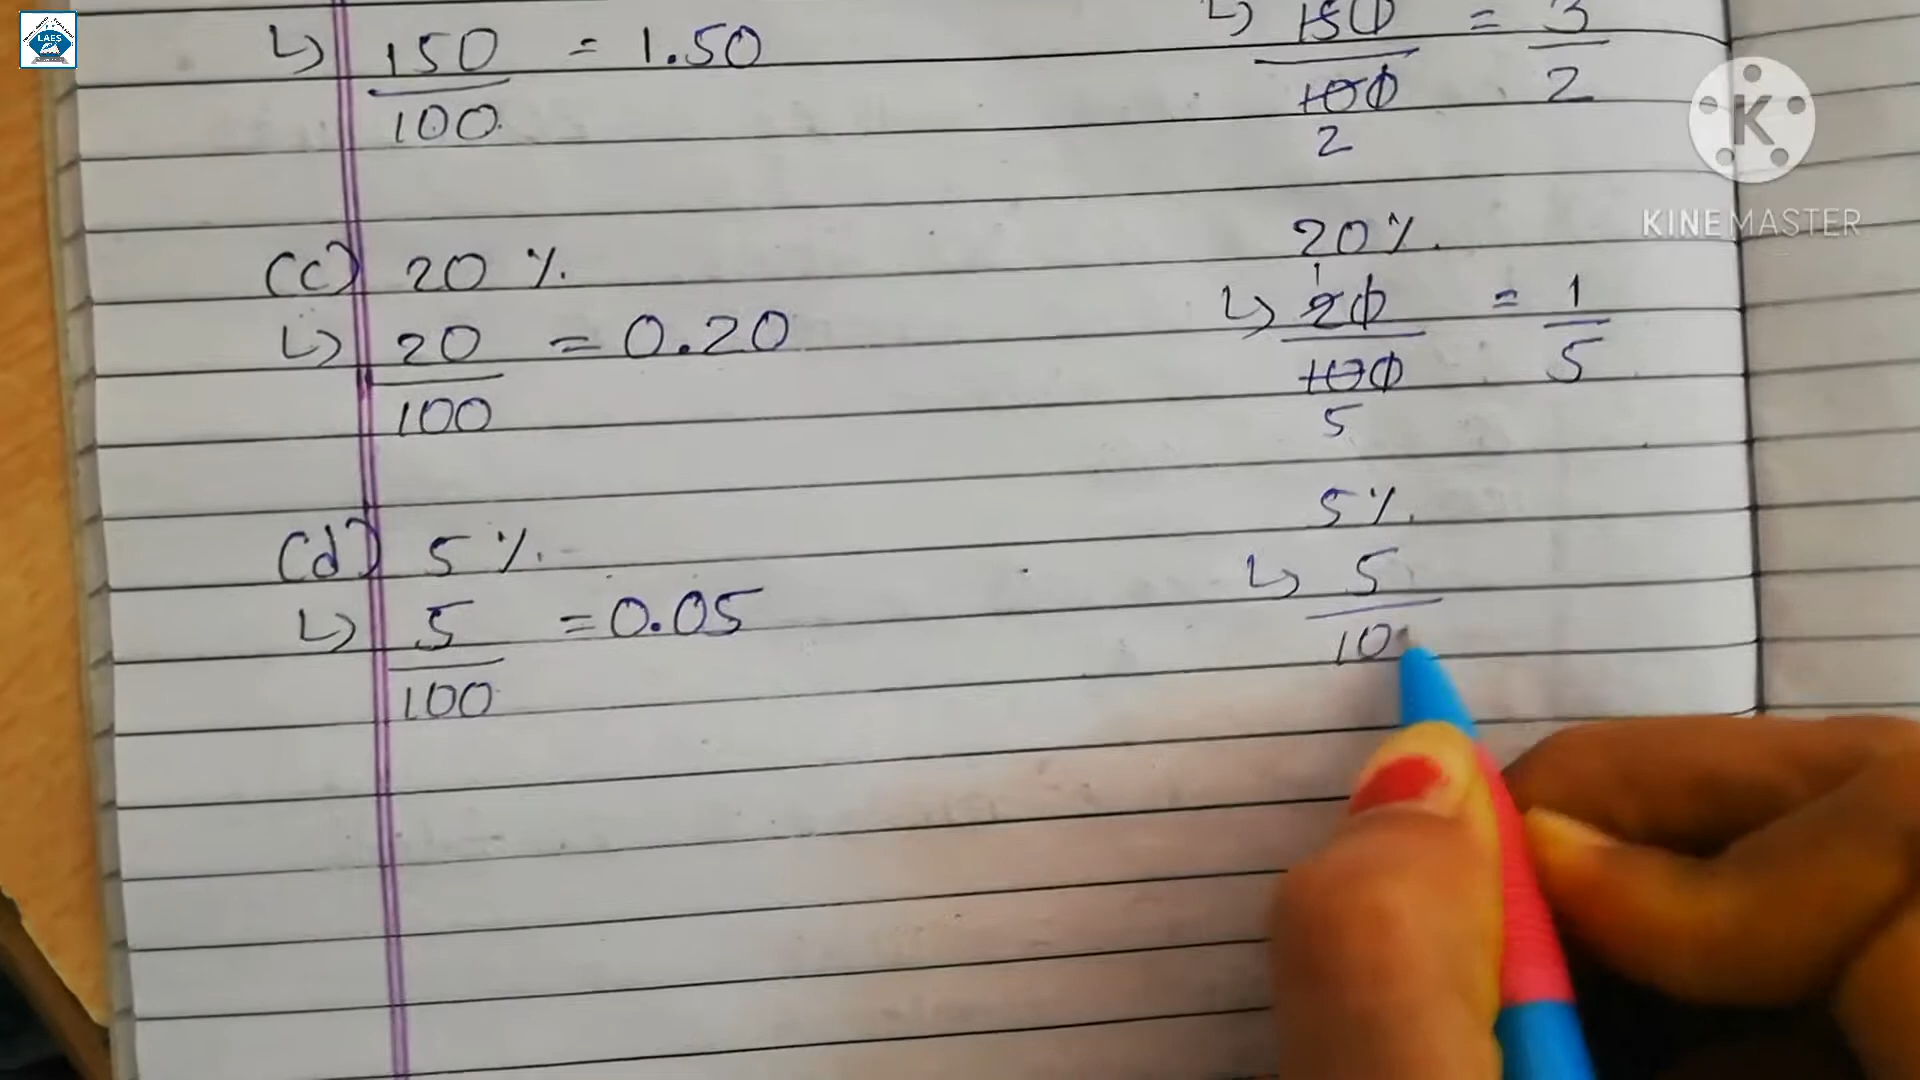 LAES
150 = 1.50
100
150 = 3
100 2
2
KINEMASTER
K
(c) 20 %.
20 = 0.20
100
20 %.
1
20 = 1
100 5
5
(d) 5 %.
5 = 0.05
100
5 %.
5
10